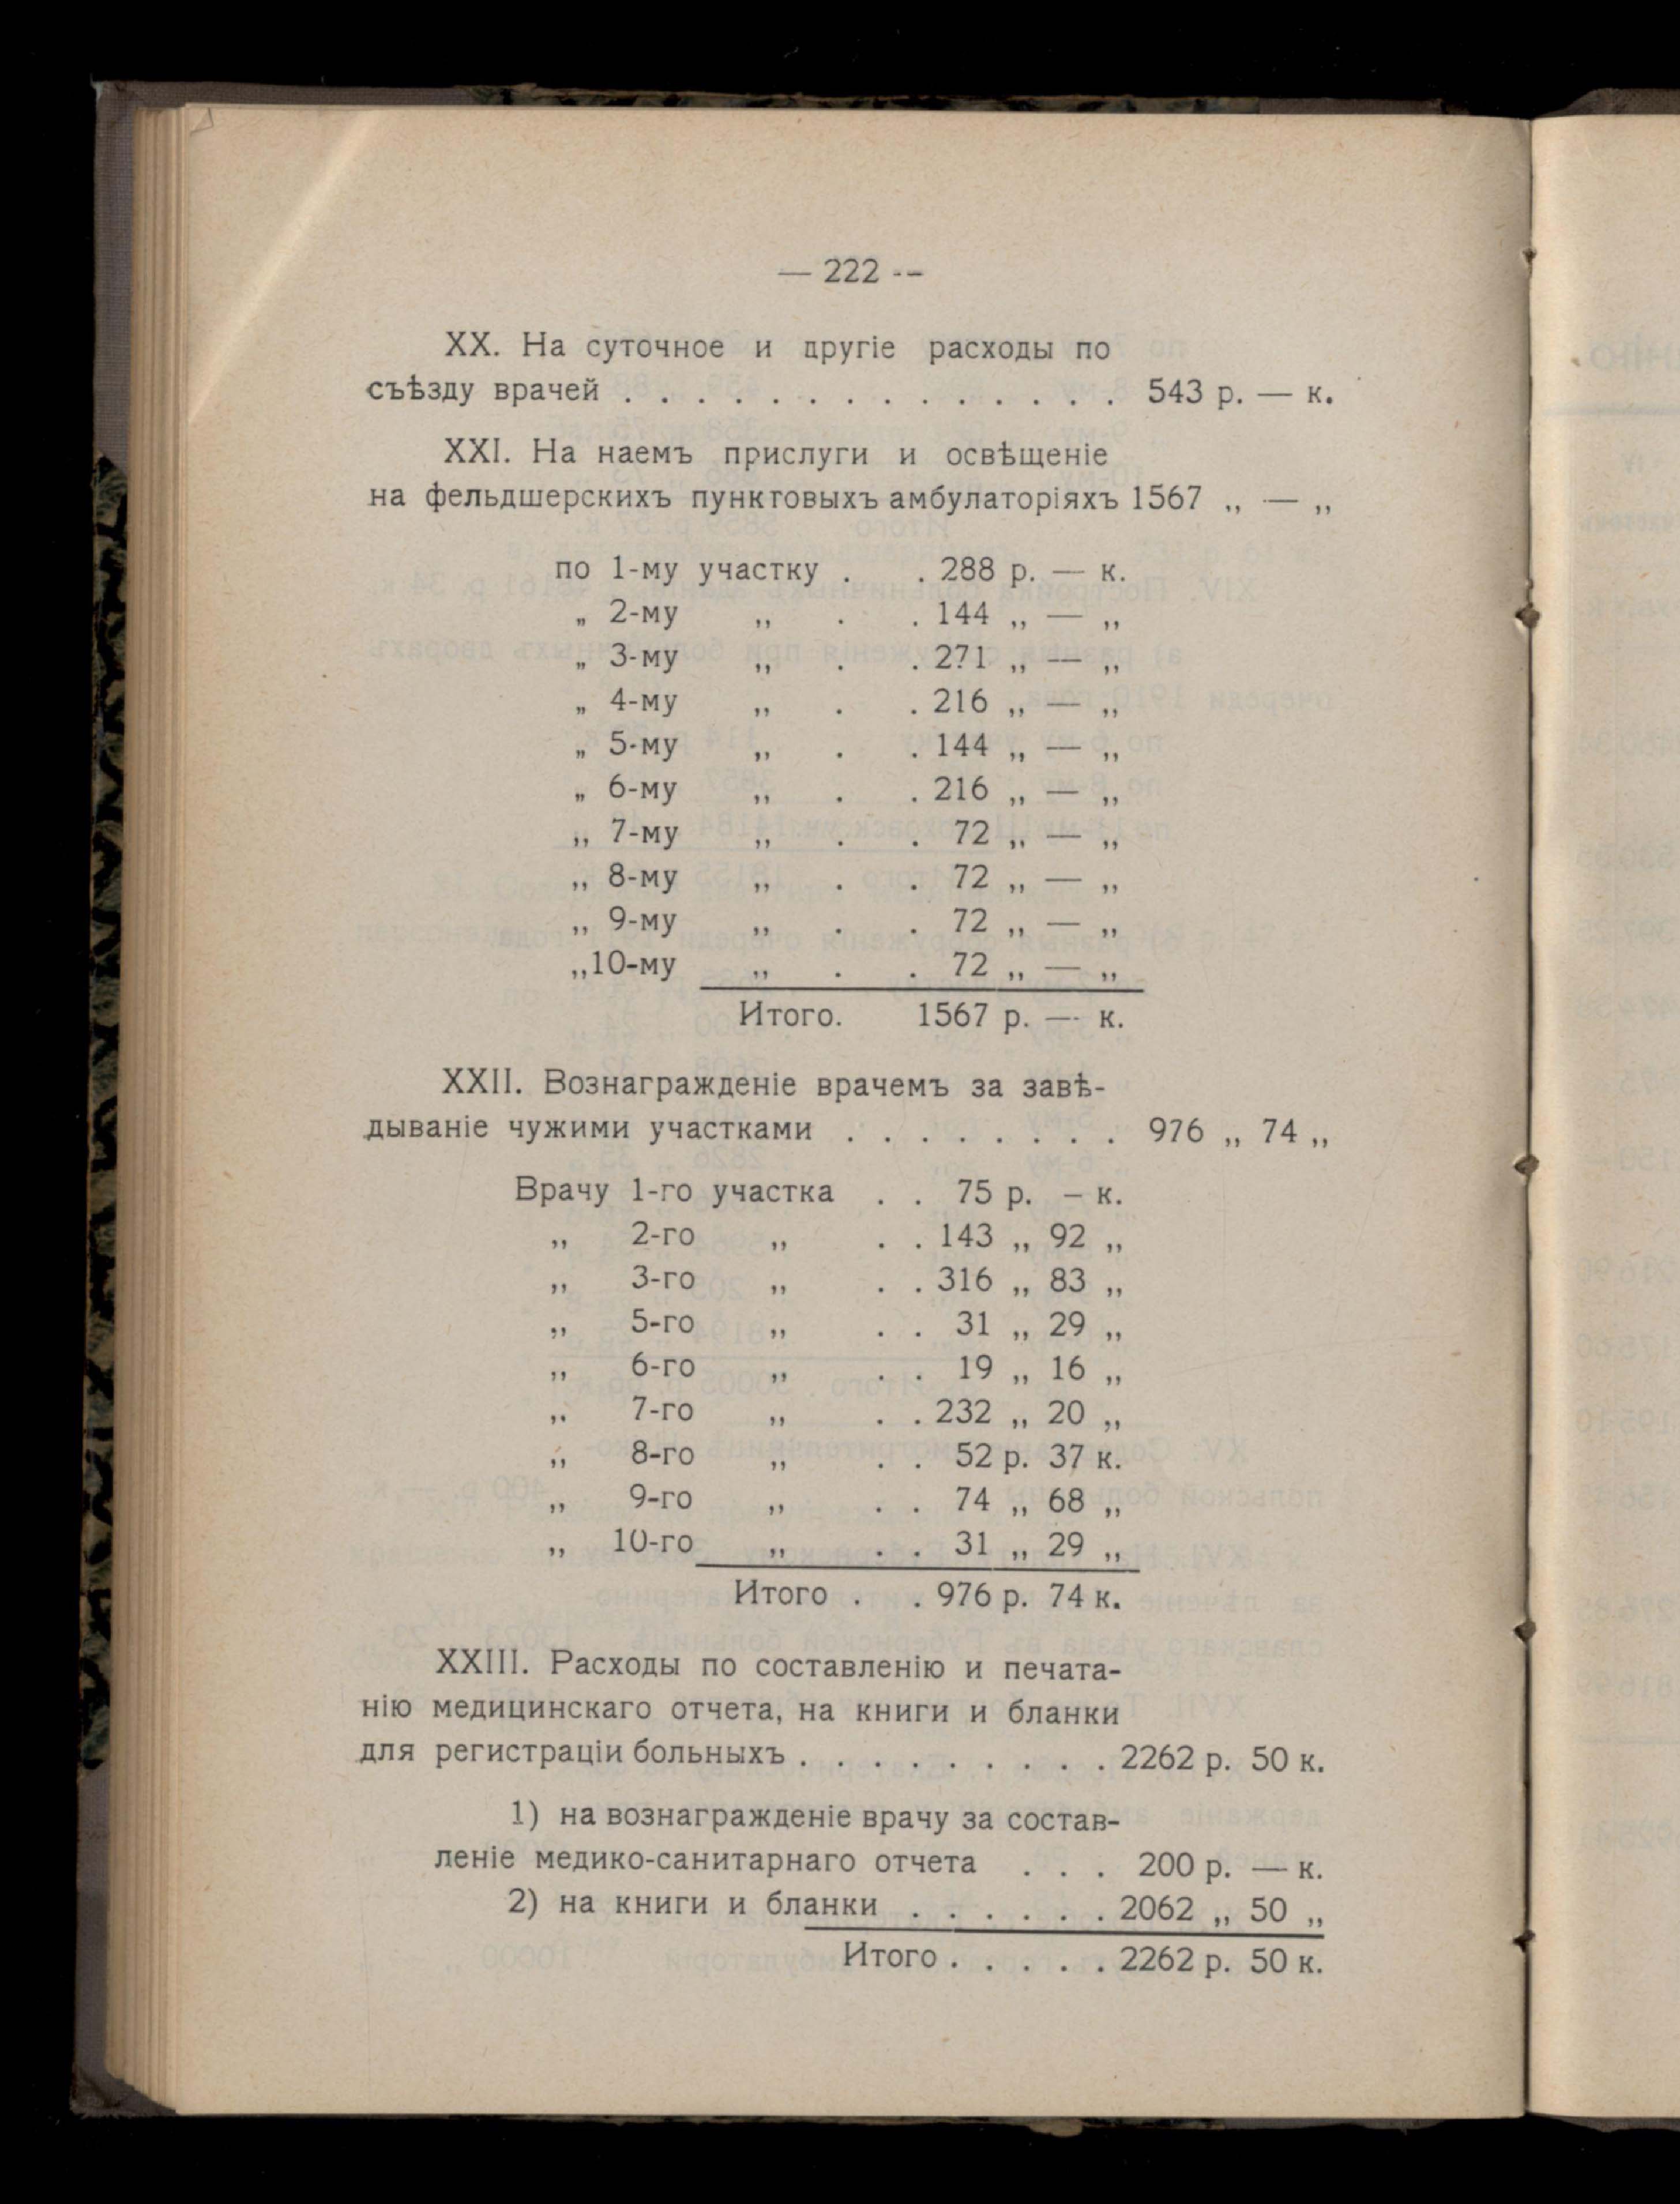 — 222 --
XX. На суточное и другіе расходы по
съѣзду врачей . . . . . . . . . . . . . . 543 р. — к.
XXI. На наемъ прислуги и освѣщеніе
на фельдшерскихъ пунктовыхъ амбулаторіяхъ 1567 „ — „
по 1-му участку . . 288 р. — к.
„ 2-му „ . . 144 „ — „
„ 3-му „ . . 271 „ — „
„ 4-му „ . . 216 „ — „
„ 5-му „ . . 144 „ — „
„ 6-му „ . . 216 „ — „
„ 7-му „ . . 72 „ — „
„ 8-му „ . . 72 „ — „
„ 9-му „ . . 72 „ — „
„10-му „ . . 72 „ — „
Итого. 1567 р. — к.
XXII. Вознагражденіе врачемъ за завѣ-
дываніе чужими участками . . . . . . . . 976 „ 74 „
Врачу 1-го участка . . 75 р. – к.
„ 2-го „ . . 143 „ 92 „
„ 3-го „ . . 316 „ 83 „
„ 5-го „ . . 31 „ 29 „
„ 6-го „ . . 19 „ 16 „
„ 7-го „ . . 232 „ 20 „
„ 8-го „ . . 52 р. 37 к.
„ 9-го „ . . 74 „ 68 „
„ 10-го „ . . 31 „ 29 „
Итого . . 976 р. 74 к.
XXIII. Расходы по составленію и печата-
нію медицинскаго отчета, на книги и бланки
для регистраціи больныхъ . . . . . . . . . 2262 р. 50 к.
1) на вознагражденіе врачу за состав-
леніе медико-санитарнаго отчета . . . 200 р. — к.
2) на книги и бланки . . . . . . 2062 „ 50 „
Итого . . . . . 2262 р. 50 к.